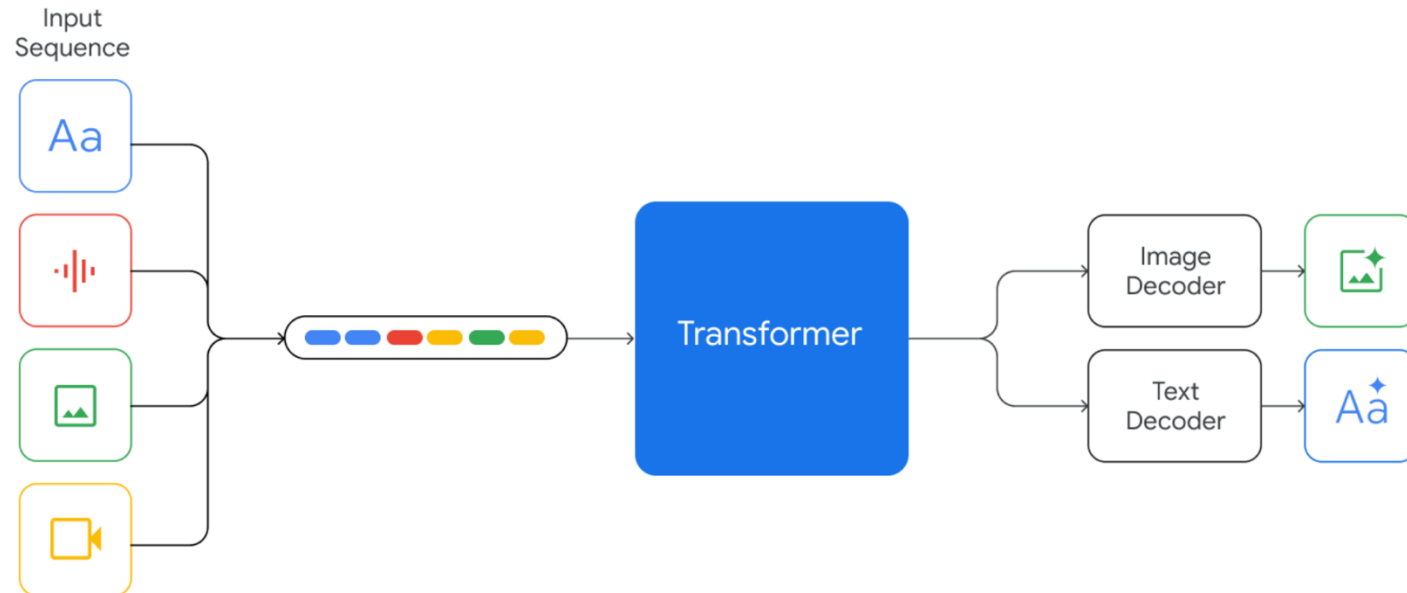 Input
Sequence
Aa
Transformer
Image
Decoder
Text
Decoder
Aa